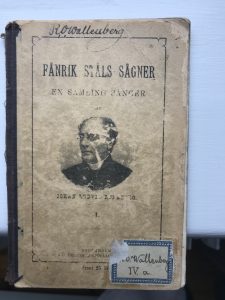 R.O. Wallenberg
FÄNRIK STÅLS SÄGNER
EN SAMLING SÅNGER
AF
JOHAN LUDVIG RUNEBERG.
I.
Wallenberg
IV. a